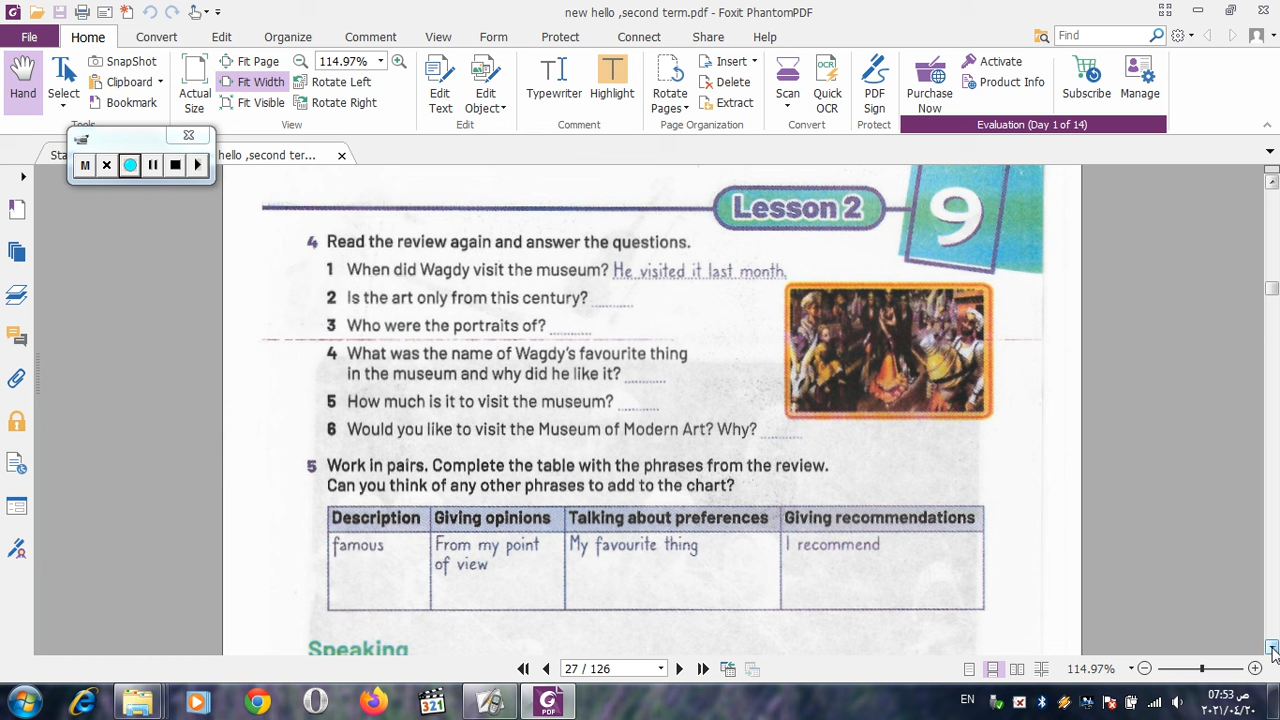 new hello ,second term.pdf - Foxit PhantomPDF
File Home Convert Edit Organize Comment View Form Protect Connect Share Help Find
SnapShot Fit Page 114.97% Insert Activate
Hand Select Clipboard Actual Size Fit Width Rotate Left Edit Text Edit Object Typewriter Highlight Rotate Pages Delete Scan Quick OCR PDF Sign Purchase Now Product Info Subscribe Manage
Bookmark Fit Visible Rotate Right Extract
Tools View Edit Comment Page Organization Convert Protect Evaluation (Day 1 of 14)
Sta hello ,second ter...
M
Lesson 2 9
4 Read the review again and answer the questions.
1 When did Wagdy visit the museum? He visited it last month.
2 Is the art only from this century? ........
3 Who were the portraits of? ........
4 What was the name of Wagdy's favourite thing
in the museum and why did he like it? ........
5 How much is it to visit the museum? ........
6 Would you like to visit the Museum of Modern Art? Why? ........
5 Work in pairs. Complete the table with the phrases from the review.
Can you think of any other phrases to add to the chart?
Description Giving opinions Talking about preferences Giving recommendations
famous From my point My favourite thing I recommend
of view
Speaking
27 / 126 114.97%
321 PDF EN 07:53 ص
٢٠٢١/٠٤/٢٠